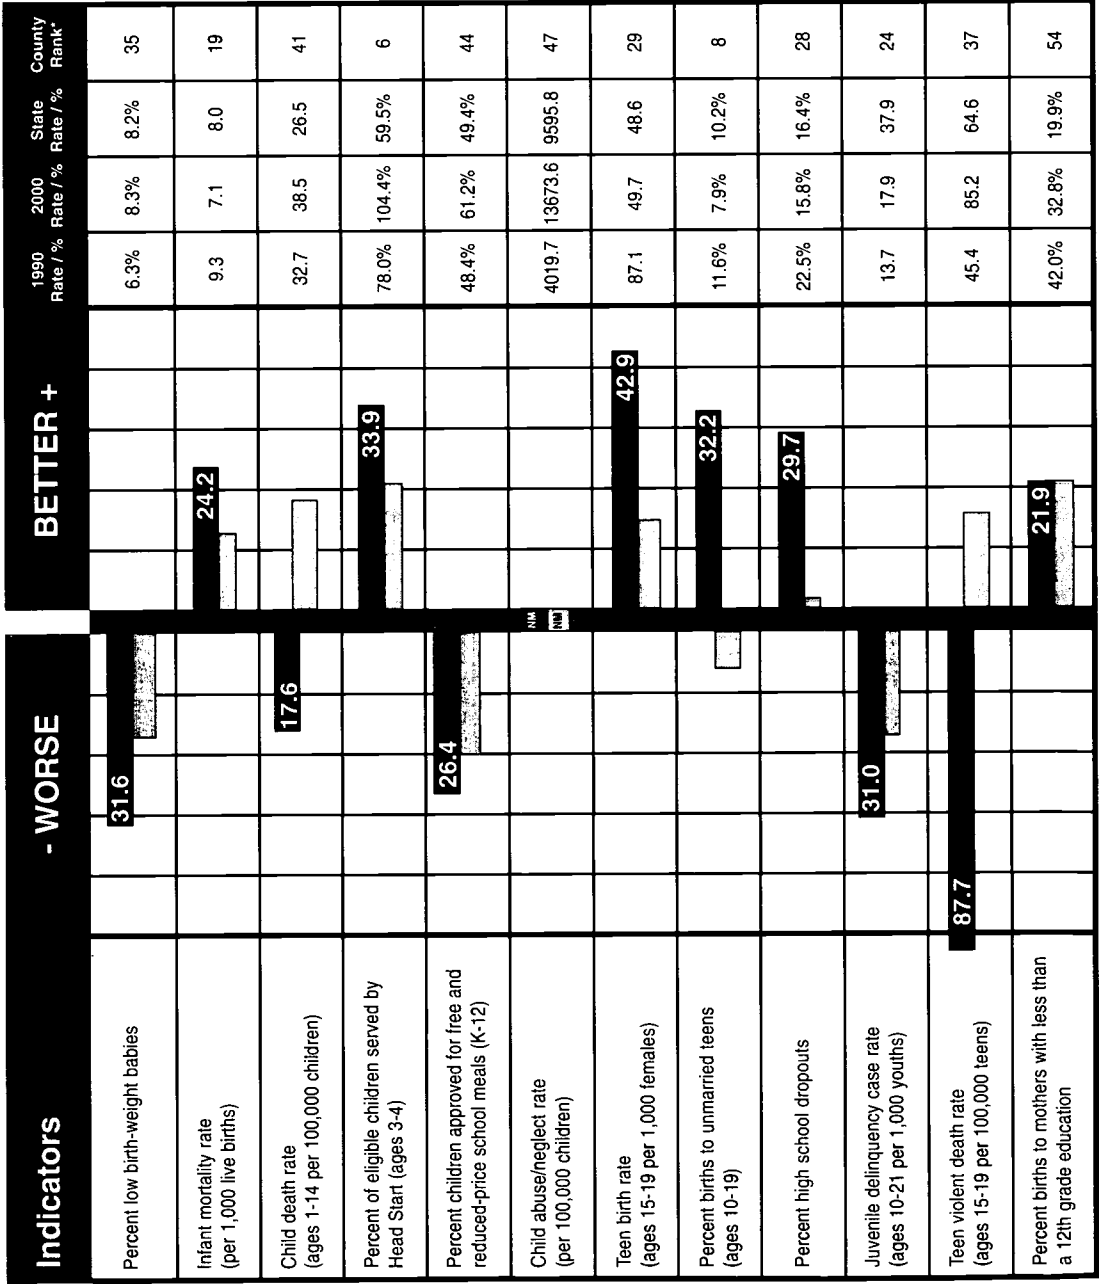 Indicators
- WORSE
BETTER +
1990
Rate / %
2000
Rate / %
State
Rate / %
County
Rank*
Percent low birth-weight babies
31.6
6.3%
8.3%
8.2%
35
Infant mortality rate
(per 1,000 live births)
24.2
9.3
7.1
8.0
19
Child death rate
(ages 1-14 per 100,000 children)
17.6
32.7
38.5
26.5
41
Percent of eligible children served by
Head Start (ages 3-4)
33.9
78.0%
104.4%
59.5%
6
Percent children approved for free and
reduced-price school meals (K-12)
26.4
48.4%
61.2%
49.4%
44
Child abuse/neglect rate
(per 100,000 children)
NM
NM
4019.7
13673.6
9595.8
47
Teen birth rate
(ages 15-19 per 1,000 females)
42.9
87.1
49.7
48.6
29
Percent births to unmarried teens
(ages 10-19)
32.2
11.6%
7.9%
10.2%
8
Percent high school dropouts
29.7
22.5%
15.8%
16.4%
28
Juvenile delinquency case rate
(ages 10-21 per 1,000 youths)
31.0
13.7
17.9
37.9
24
Teen violent death rate
(ages 15-19 per 100,000 teens)
87.7
45.4
85.2
64.6
37
Percent births to mothers with less than
a 12th grade education
21.9
42.0%
32.8%
19.9%
54